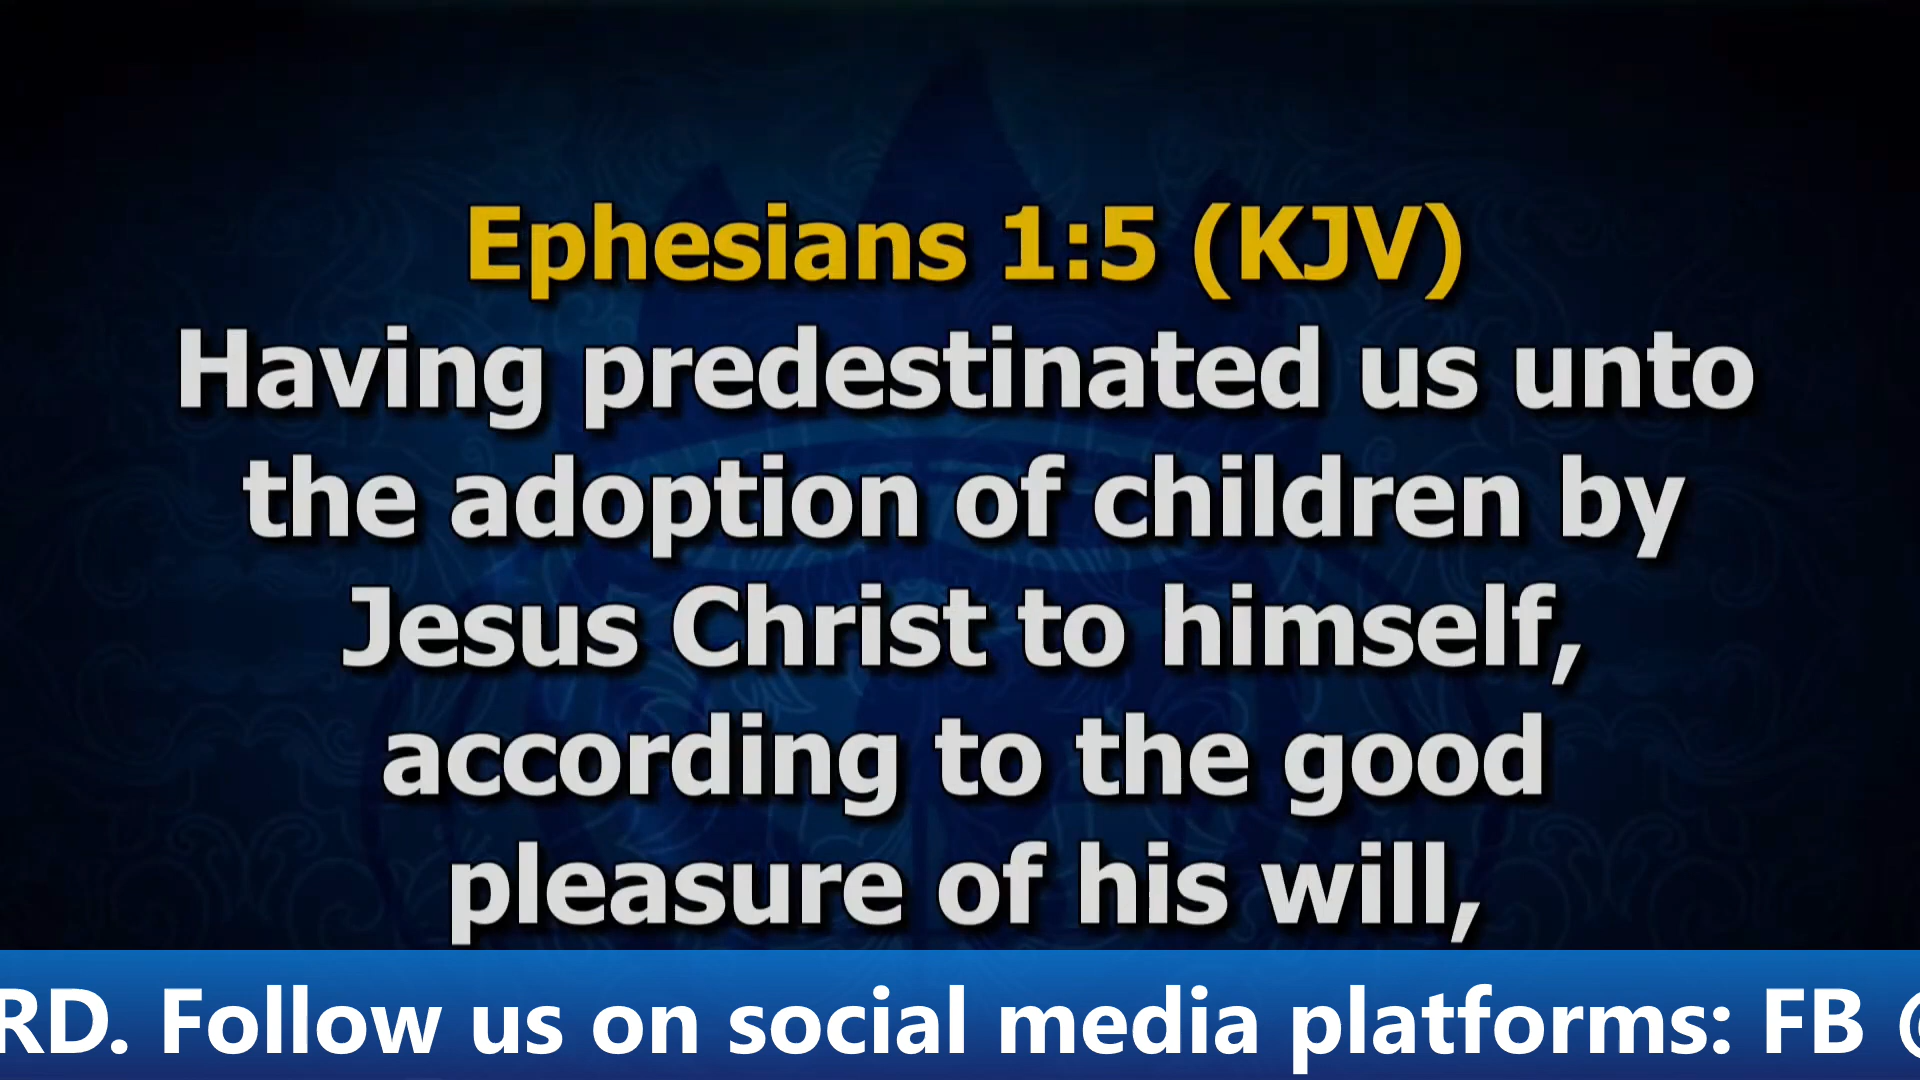 Ephesians 1:5 (KJV)
Having predestinated us unto
the adoption of children by
Jesus Christ to himself,
according to the good
pleasure of his will,
RD. Follow us on social media platforms: FB @